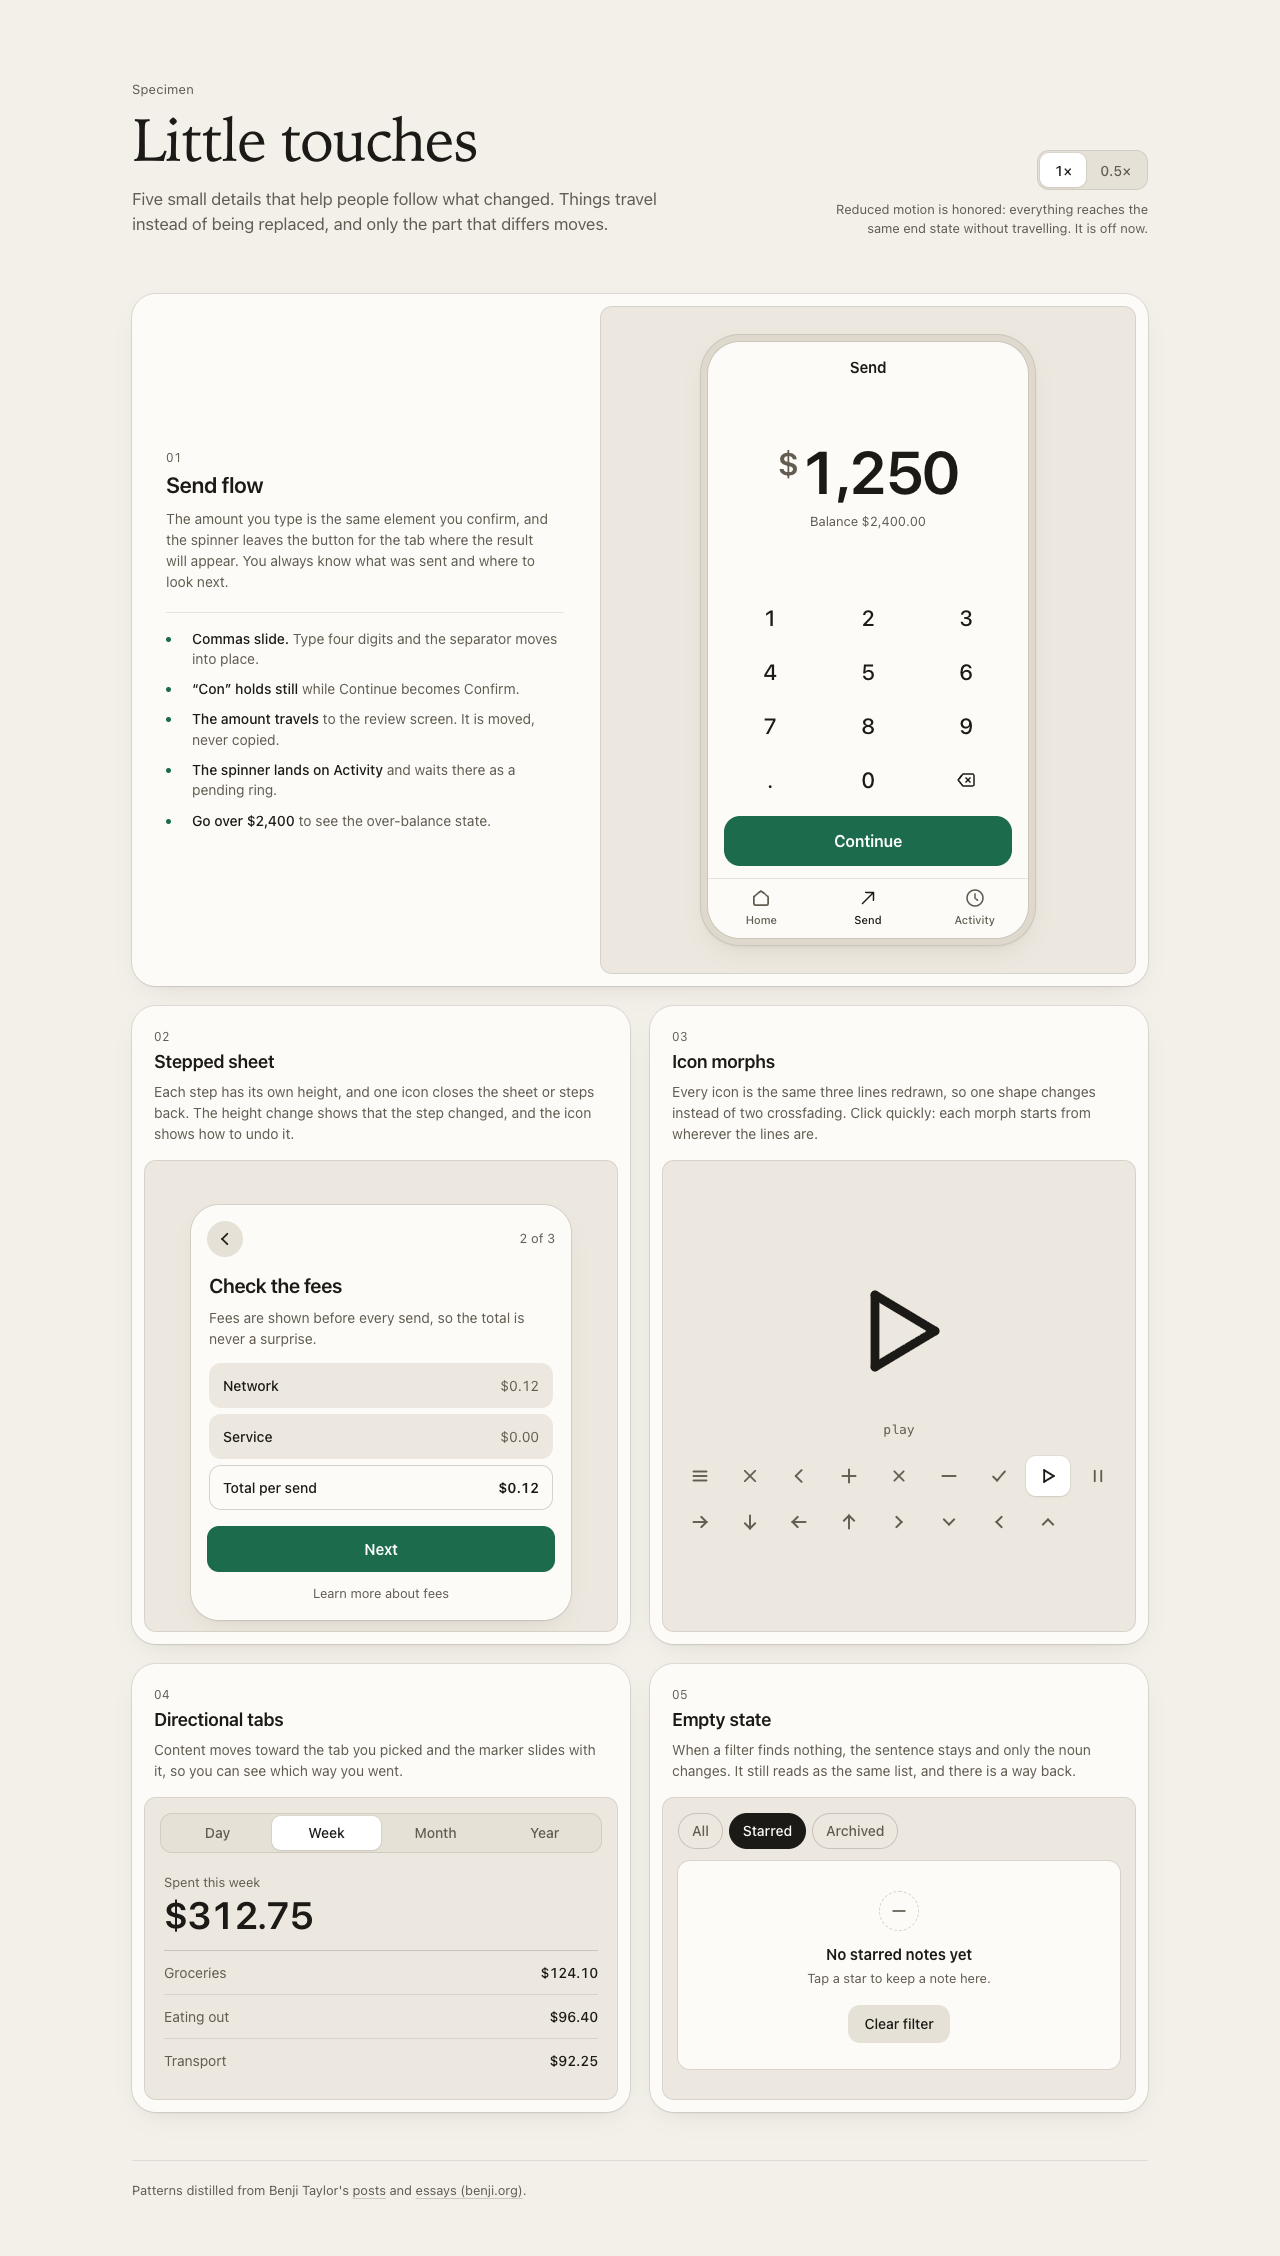 Specimen
Little touches
Five small details that help people follow what changed. Things travel
instead of being replaced, and only the part that differs moves.
1× 0.5×
Reduced motion is honored: everything reaches the
same end state without travelling. It is off now.
01
Send flow
The amount you type is the same element you confirm, and
the spinner leaves the button for the tab where the result
will appear. You always know what was sent and where to
look next.
Commas slide. Type four digits and the separator moves
into place.
“Con” holds still while Continue becomes Confirm.
The amount travels to the review screen. It is moved,
never copied.
The spinner lands on Activity and waits there as a
pending ring.
Go over $2,400 to see the over-balance state.
Send
$1,250
Balance $2,400.00
1 2 3
4 5 6
7 8 9
. 0
Continue
Home Send Activity
02
Stepped sheet
Each step has its own height, and one icon closes the sheet or steps
back. The height change shows that the step changed, and the icon
shows how to undo it.
2 of 3
Check the fees
Fees are shown before every send, so the total is
never a surprise.
Network $0.12
Service $0.00
Total per send $0.12
Next
Learn more about fees
03
Icon morphs
Every icon is the same three lines redrawn, so one shape changes
instead of two crossfading. Click quickly: each morph starts from
wherever the lines are.
play
04
Directional tabs
Content moves toward the tab you picked and the marker slides with
it, so you can see which way you went.
Day Week Month Year
Spent this week
$312.75
Groceries $124.10
Eating out $96.40
Transport $92.25
05
Empty state
When a filter finds nothing, the sentence stays and only the noun
changes. It still reads as the same list, and there is a way back.
All Starred Archived
No starred notes yet
Tap a star to keep a note here.
Clear filter
Patterns distilled from Benji Taylor's posts and essays (benji.org).